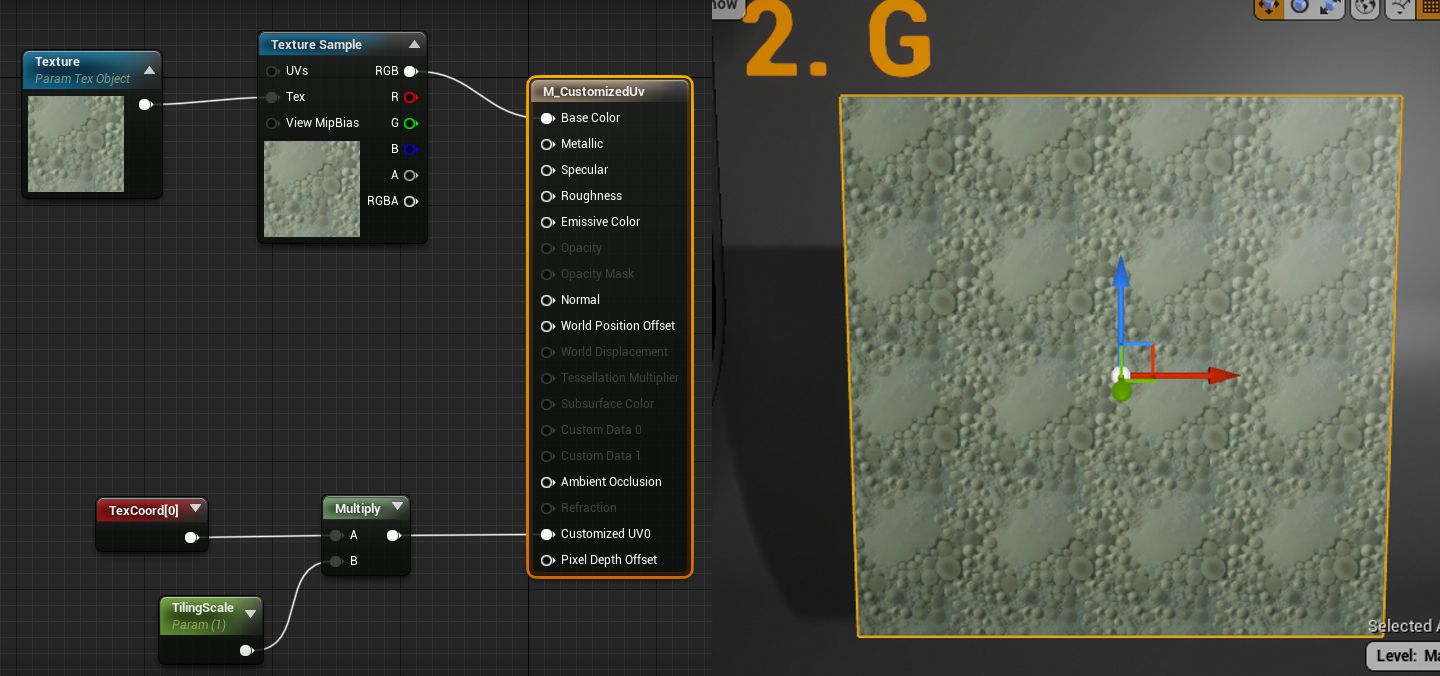 Texture
Param Tex Object
Texture Sample
UVs
RGB
Tex
R
View MipBias
G
B
A
RGBA
M_CustomizedUv
Base Color
Metallic
Specular
Roughness
Emissive Color
Opacity
Opacity Mask
Normal
World Position Offset
World Displacement
Tessellation Multiplier
Subsurface Color
Custom Data 0
Custom Data 1
Ambient Occlusion
Refraction
Customized UV0
Pixel Depth Offset
TexCoord[0]
Multiply
A
B
TilingScale
Param (1)
2. G
Selected
Level: